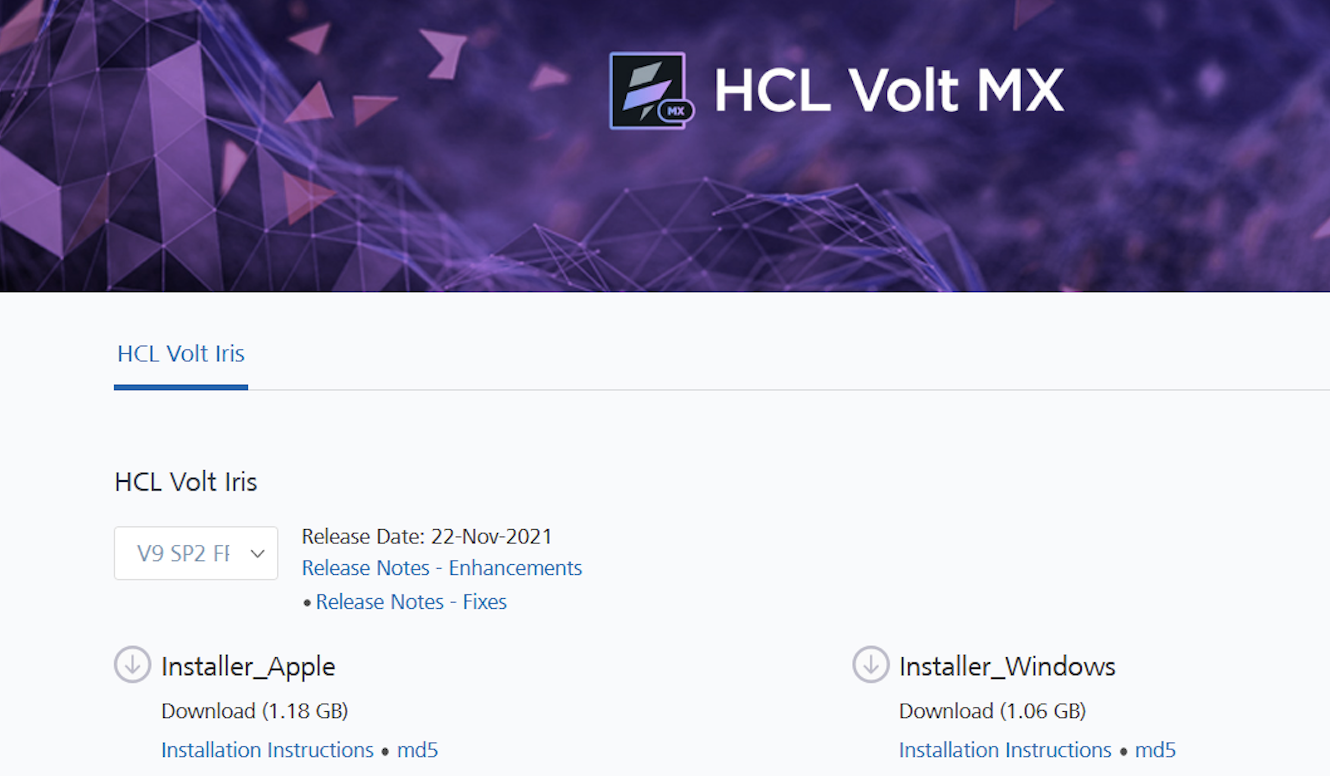 MX HCL Volt MX
HCL Volt Iris
HCL Volt Iris
V9 SP2
Release Date: 22-Nov-2021
Release Notes - Enhancements
• Release Notes - Fixes
Installer_Apple
Download (1.18 GB)
Installation Instructions • md5
Installer_Windows
Download (1.06 GB)
Installation Instructions • md5